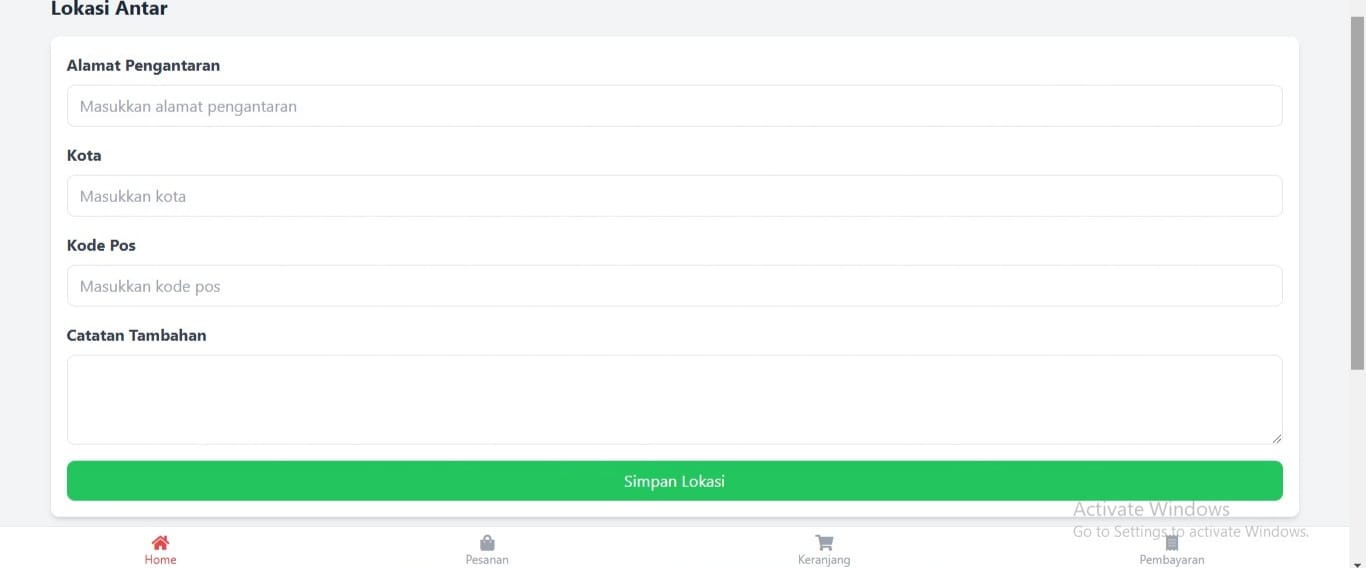 Lokasi Antar
Alamat Pengantaran
Masukkan alamat pengantaran
Kota
Masukkan kota
Kode Pos
Masukkan kode pos
Catatan Tambahan
Simpan Lokasi
Activate Windows
Go to Settings to activate Windows.
Home
Pesanan
Keranjang
Pembayaran